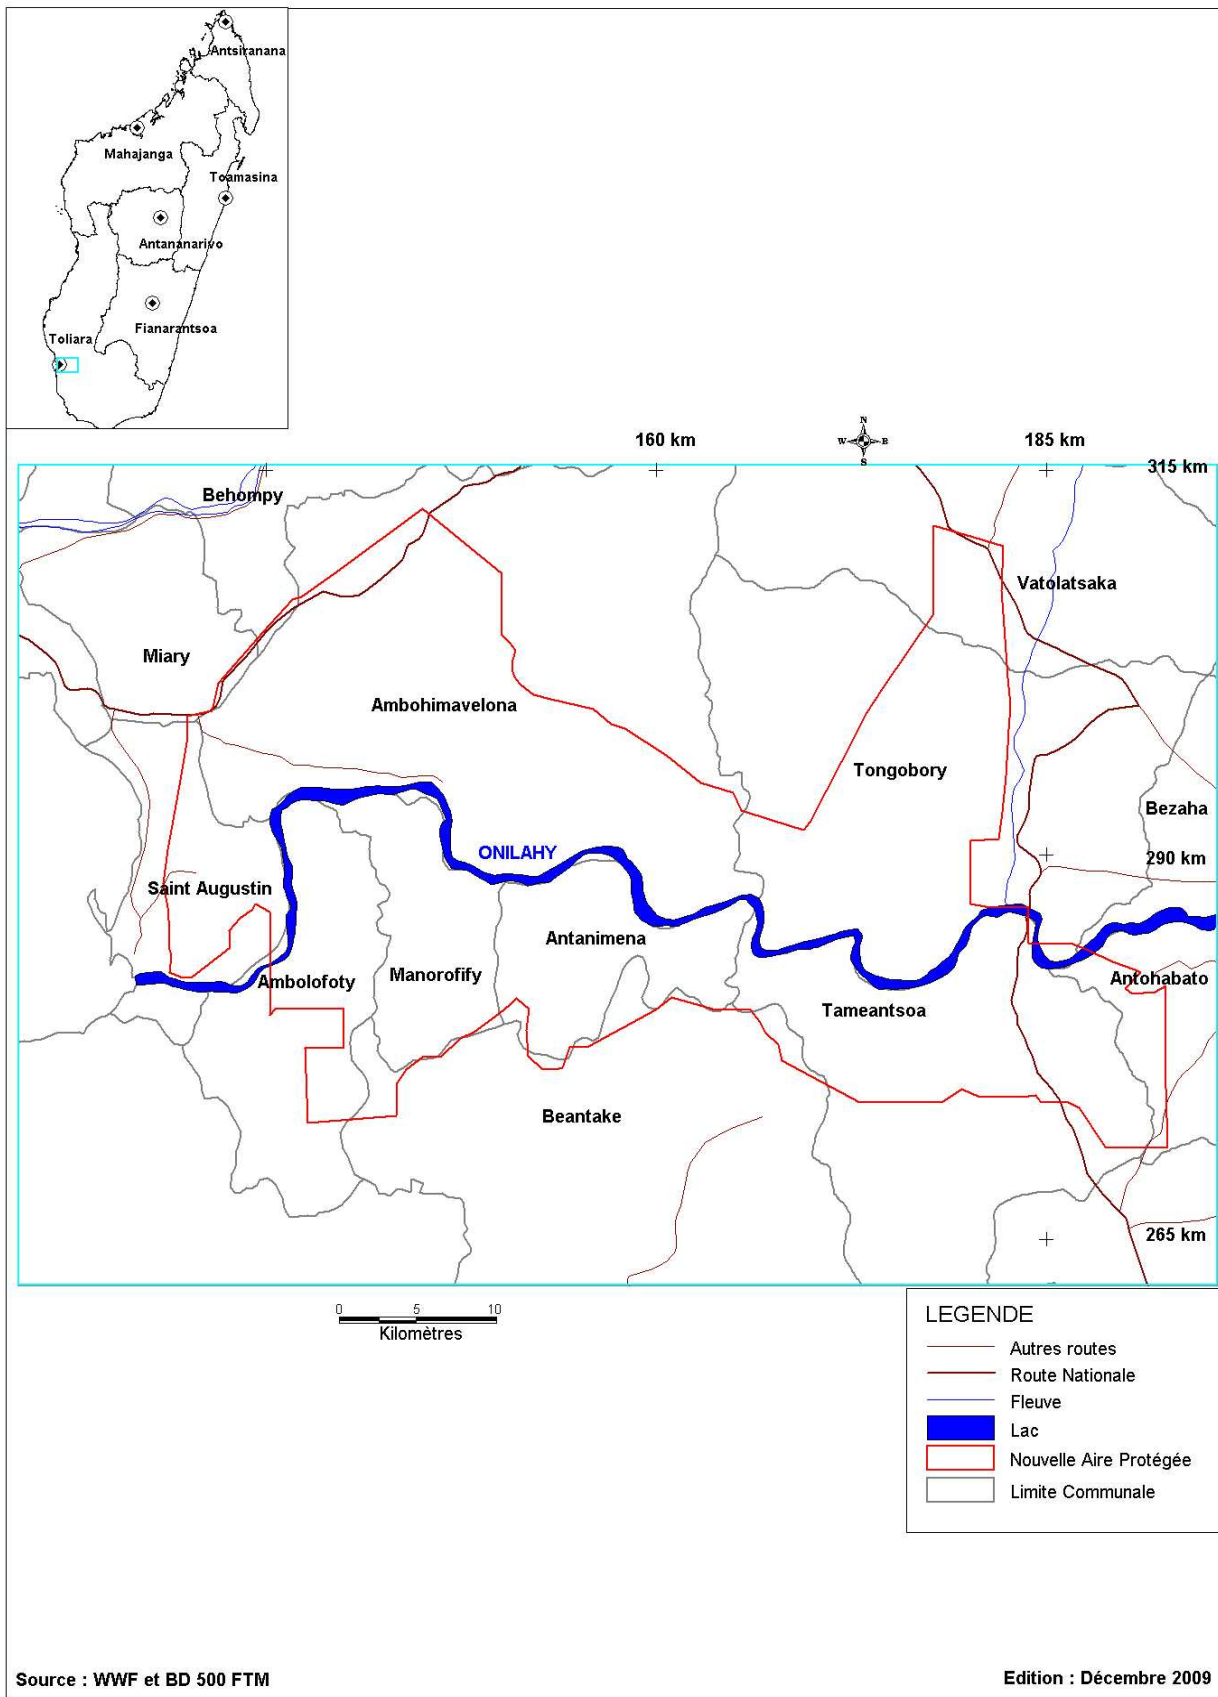 Antsiranana
Mahajanga
Toamasina
Antananarivo
Fianarantsoa
Toliara
N
W E
S
160 km
185 km
315 km
Behompy
Vatolatsaka
Miary
Ambohimavelona
Tongobory
Bezaha
ONILAHY
290 km
Saint Augustin
Antanimena
Manorofify
Ambolofoty
Antohabato
Tameantsoa
Beantake
265 km
0 5 10
Kilomètres
LEGENDE
Autres routes
Route Nationale
Fleuve
Lac
Nouvelle Aire Protégée
Limite Communale
Source : WWF et BD 500 FTM
Edition : Décembre 2009